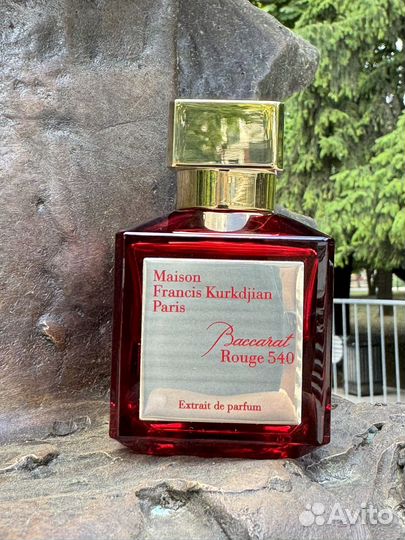 Maison
Francis Kurkdjian
Paris
Baccarat
Rouge 540
Extrait de parfum
Avito